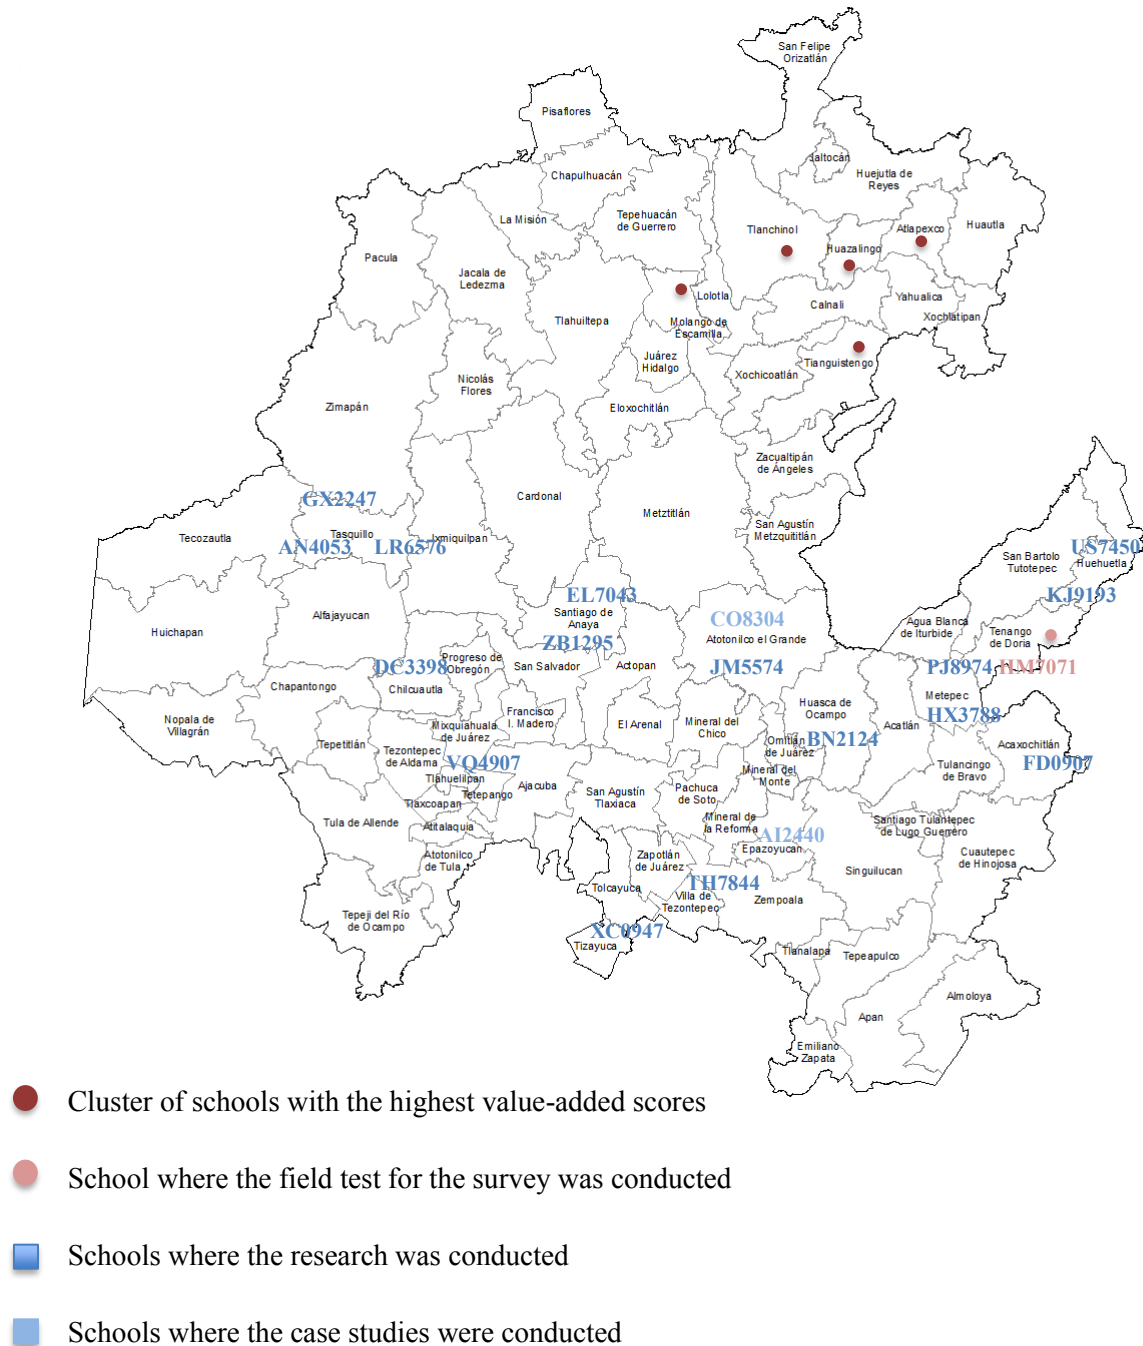 San Felipe
Orizatlán
Pisaflores
Jaltocán
Chapulhuacán
Huejutla de
Reyes
La Misión
Tepehuacán
de Guerrero
Tlanchinol
Atlapexco
Huautla
Huazalingo
Pacula
Jacala de
Ledezma
Lolotla
Calnali
Yahualica
Xochiatipan
Tlahuiltepa
Molango de
Escamilla
Juárez
Hidalgo
Tianguistengo
Xochicoatlán
Nicolás
Flores
Zimapán
Eloxochitlán
Zacualtipán
de Ángeles
Cardonal
Metztitlán
GX2247
San Agustín
Metzquititlán
Tecozautla
Tasquillo
Ixmiquilpan
AN4053
LR6576
US7450
San Bartolo
Tutotepec
Huehuetla
EL7043
KJ9193
Santiago de
Anaya
CO8304
Alfajayucan
Huichapan
Agua Blanca
de Iturbide
Tenango
de Doria
Atotonilco el Grande
ZB1295
Progreso de
Obregón
San Salvador
Actopan
DC3398
JM5574
PJ8974
HM7071
Chapantongo
Chilcuautla
Metepec
Huasca de
Ocampo
HX3788
Nopala de
Villagrán
Mixquiahuala
de Juárez
Francisco
I. Madero
El Arenal
Mineral del
Chico
Acatlán
BN2124
Omitlán
de Juárez
Acaxochitlán
Tepetitlán
Tezontepec
de Aldama
VQ4907
FD0907
Tulancingo
de Bravo
Mineral del
Monte
Tlahuelilpan
Tetepango
Ajacuba
San Agustín
Tlaxiaca
Pachuca
de Soto
Tlaxcoapan
Tula de Allende
Atitalaquia
Mineral de
la Reforma
AI2440
Epazoyucan
Santiago Tulantepec
de Lugo Guerrero
Cuautepec
de Hinojosa
Atotonilco
de Tula
Zapotlán
de Juárez
Singuilucan
Tolcayuca
TH7844
Villa de
Tezontepec
Zempoala
Tepeji del Río
de Ocampo
XC0947
Tizayuca
Tlanalapa
Tepeapulco
Almoloya
Apan
Emiliano
Zapata
Cluster of schools with the highest value-added scores
School where the field test for the survey was conducted
Schools where the research was conducted
Schools where the case studies were conducted